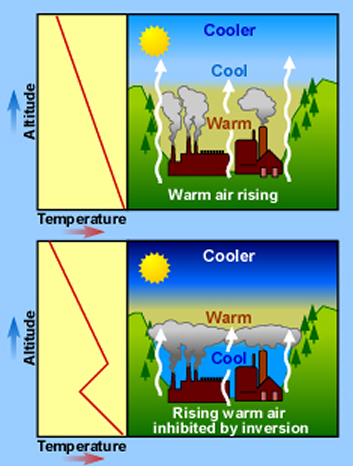 Altitude
Cooler
Cool
Warm
Warm air rising
Temperature
Altitude
Cooler
Warm
Cool
Rising warm air
inhibited by inversion
Temperature